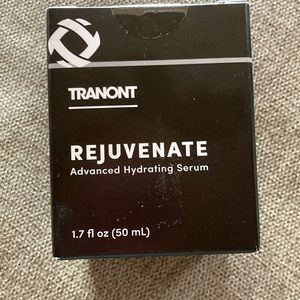 TRANONT
REJUVENATE
Advanced Hydrating Serum
1.7 fl oz (50 mL)